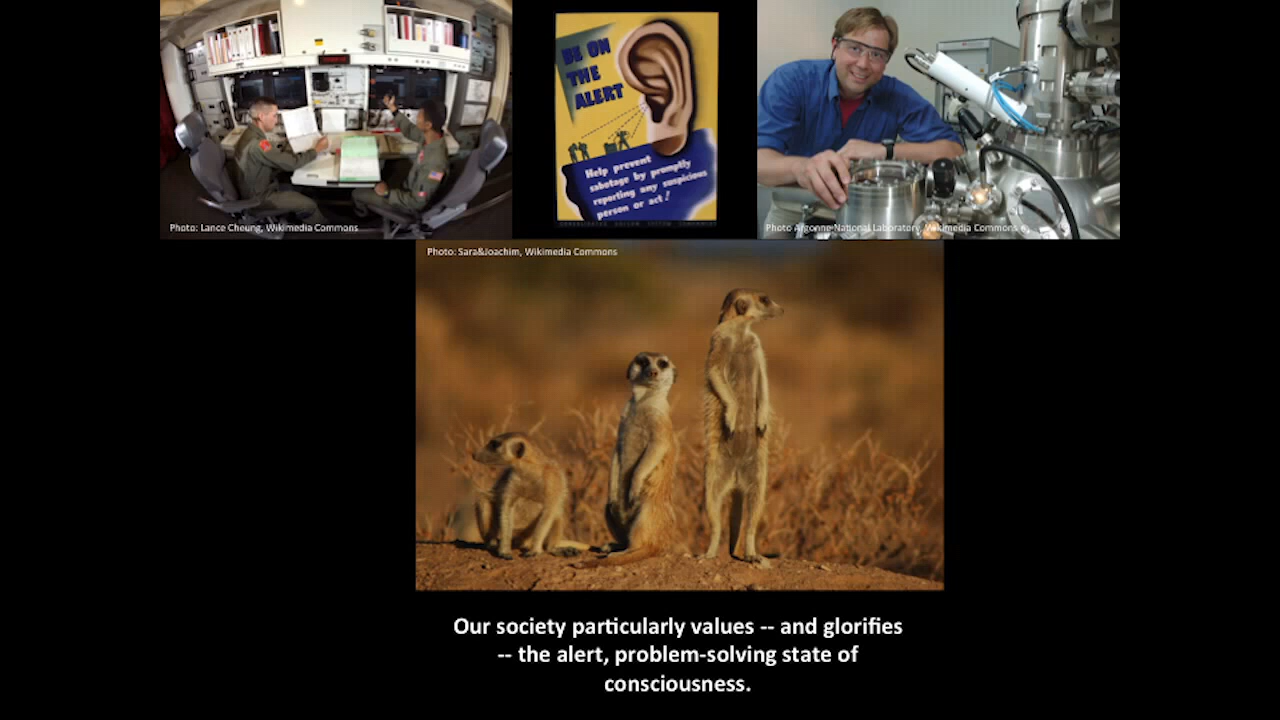 BE ON
THE
ALERT
Help prevent
sabotage by promptly
reporting any suspicious
person or act!
Photo: Lance Cheung, Wikimedia Commons
Photo Argonne National Laboratory, Wikimedia Commons
Photo: Sara&Joachim, Wikimedia Commons
Our society particularly values -- and glorifies
-- the alert, problem-solving state of
consciousness.